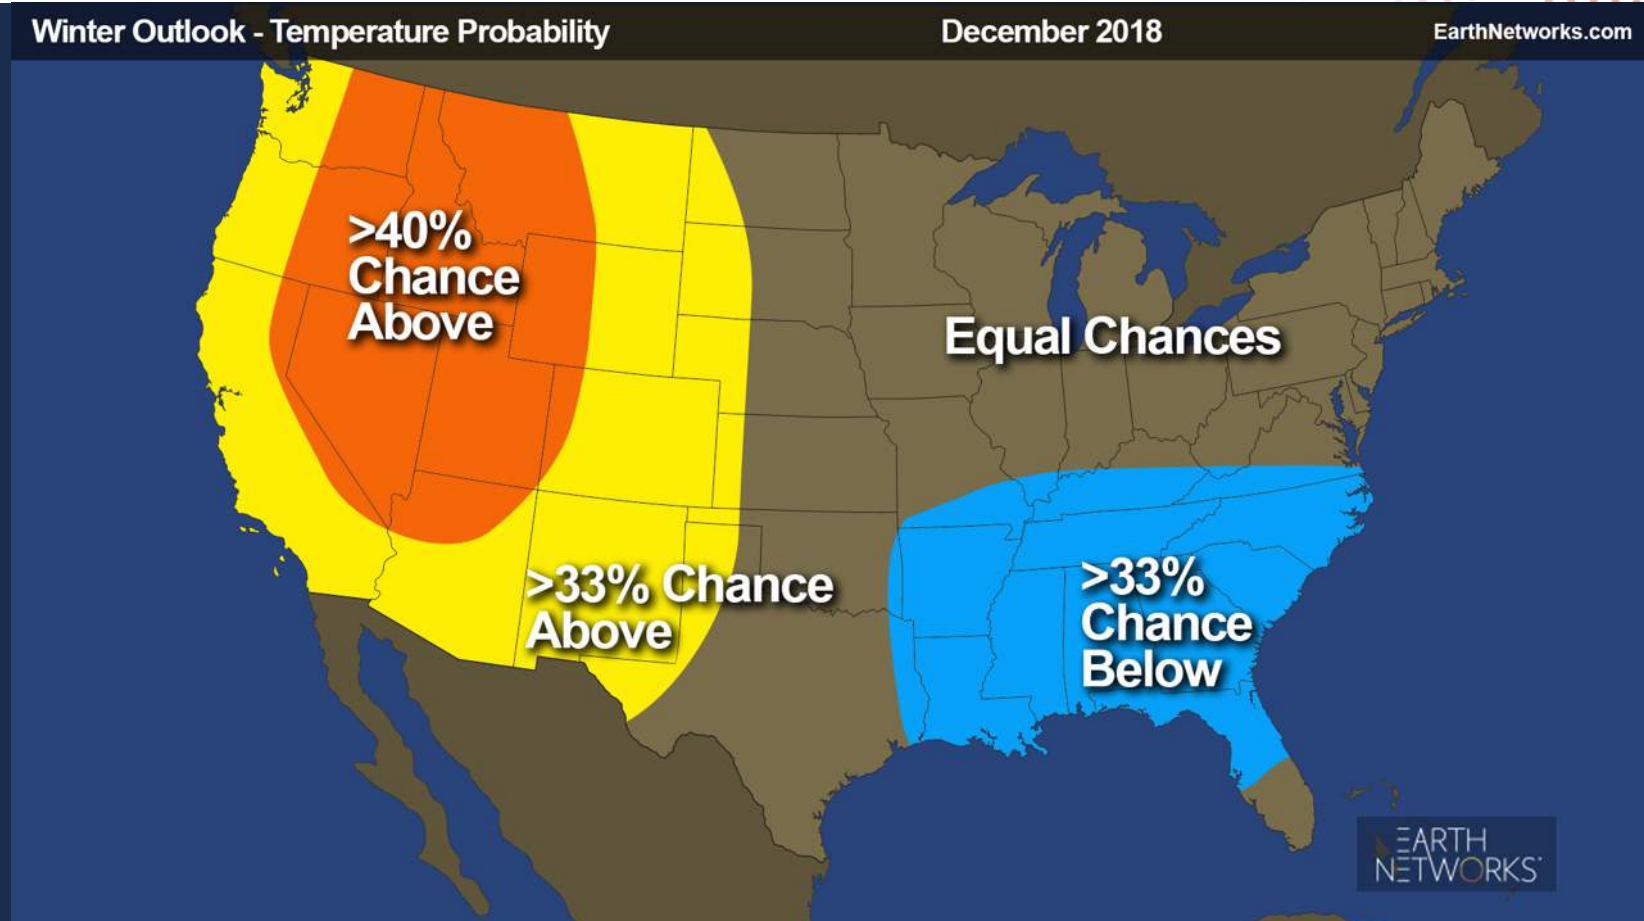 Winter Outlook - Temperature Probability
December 2018
EarthNetworks.com
>40%
Chance
Above
Equal Chances
>33% Chance
Above
>33%
Chance
Below
EARTH
NETWORKS